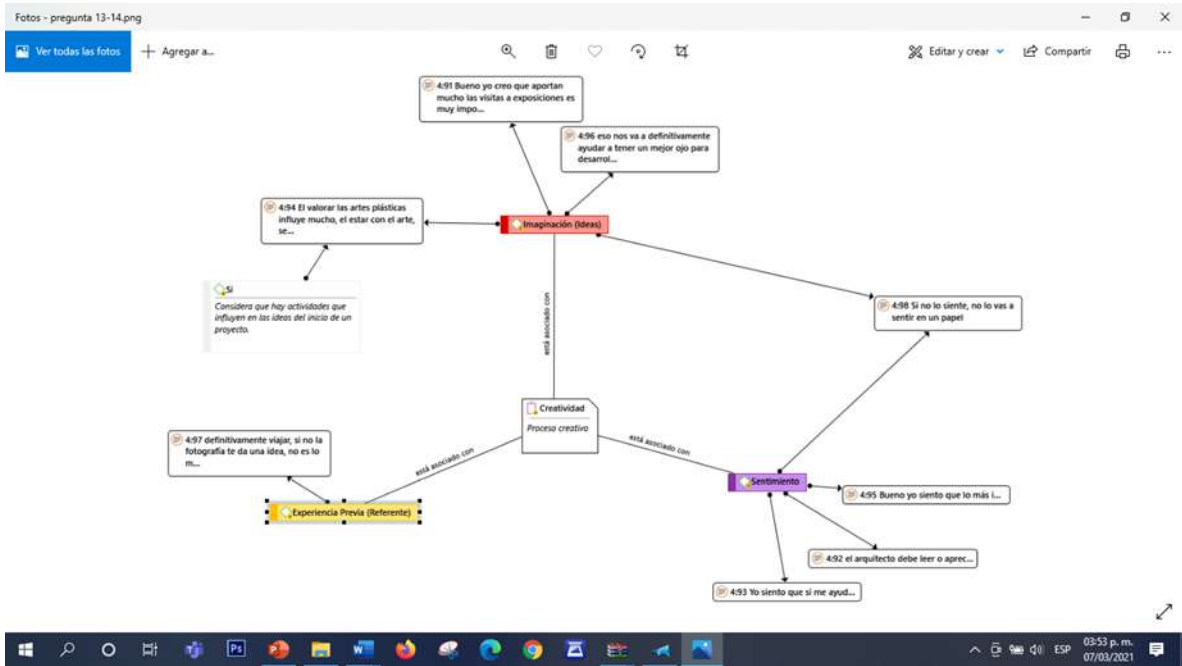 Fotos - pregunta 13-14.png
Ver todas las fotos
Agregar a...
Editar y crear
Compartir
4:91 Bueno yo creo que aportan
mucho las visitas a exposiciones es
muy impo...
4:96 eso nos va a definitivamente
ayudar a tener un mejor ojo para
desarrol...
4:94 El valorar las artes plásticas
influye mucho, el estar con el arte,
se...
Imaginación (Ideas)
Si
Considera que hay actividades que
influyen en las ideas del inicio de un
proyecto.
está asociado con
4:98 Si no lo siente, no lo vas a
sentir en un papel
Creatividad
Proceso creativo
4:97 definitivamente viajar, si no la
fotografía te da una idea, no es lo
m...
está asociado con
está asociado con
Sentimiento
4:95 Bueno yo siento que lo más i...
Experiencia Previa (Referente)
4:92 el arquitecto debe leer o aprec...
4:93 Yo siento que si me ayud...
Ps
ESP
03:53 p. m.
07/03/2021